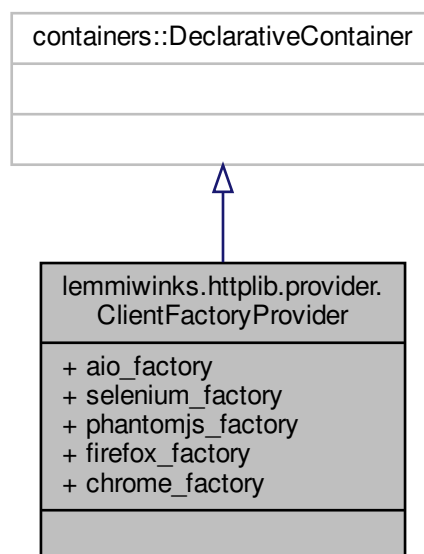 containers::DeclarativeContainer
lemmiwinks.httplib.provider.
ClientFactoryProvider
+ aio_factory
+ selenium_factory
+ phantomjs_factory
+ firefox_factory
+ chrome_factory